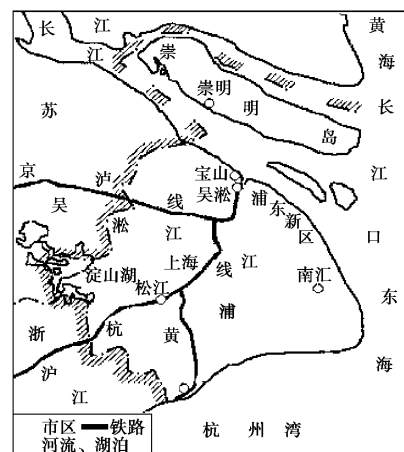 长江
江苏
崇明
崇明岛
黄海
长江口
东海
宝山
吴淞
京沪线
吴淞江
浦东新区
上海
淀山湖
松江
南汇
黄浦江
沪杭线
浙江
杭州湾
市区 铁路
河流、湖泊